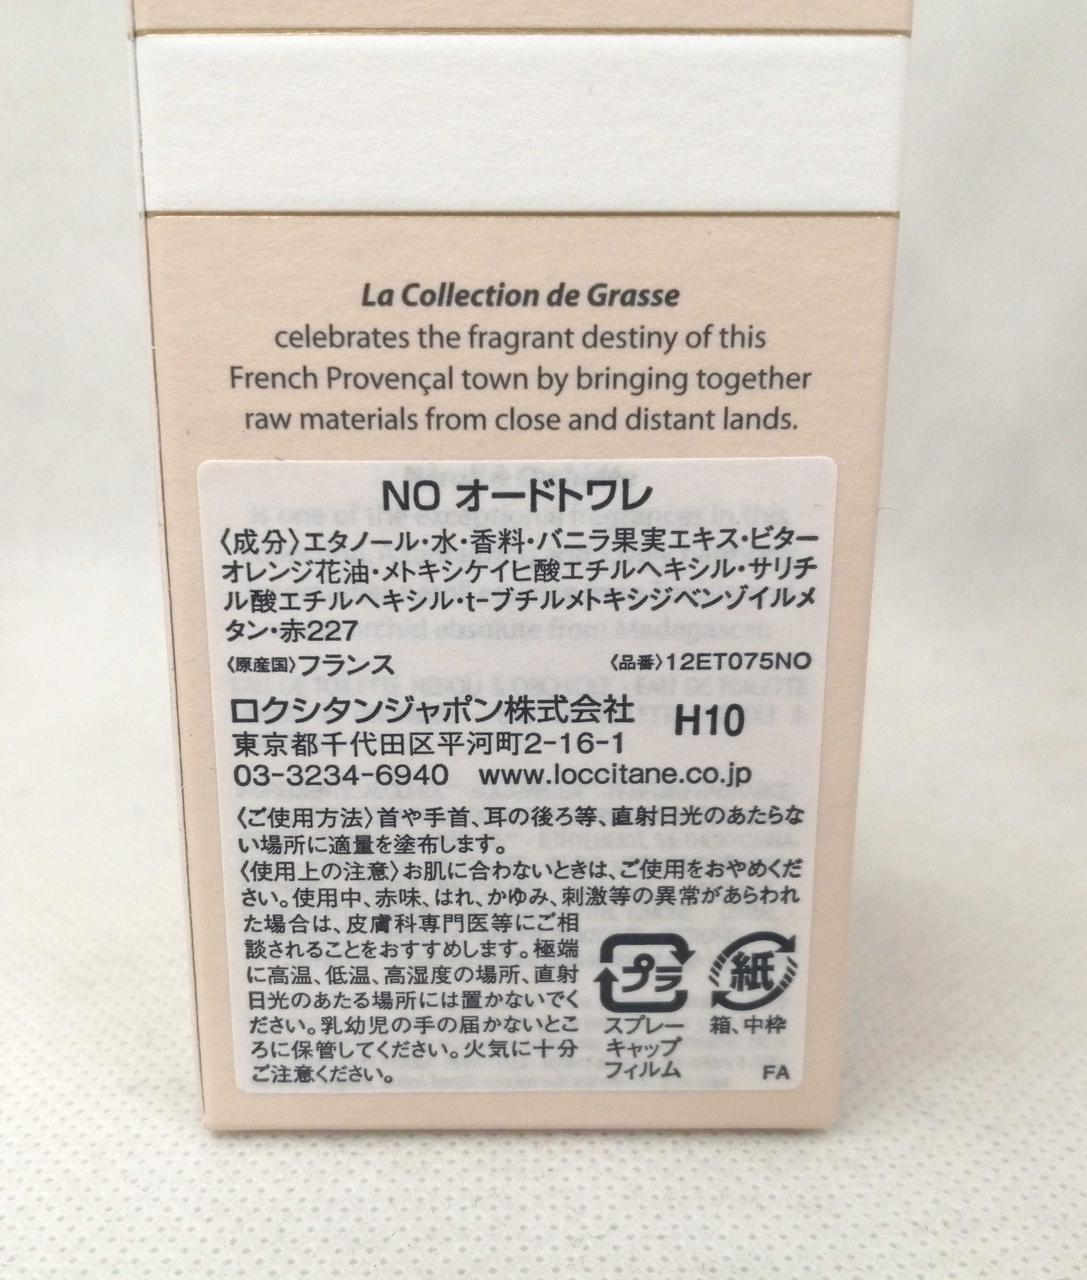 La Collection de Grasse
celebrates the fragrant destiny of this
French Provençal town by bringing together
raw materials from close and distant lands.
NO オードトワレ
〈成分〉エタノール・水・香料・バニラ果実エキス・ビター
オレンジ花油・メトキシケイヒ酸エチルヘキシル・サリチ
ル酸エチルヘキシル・t-ブチルメトキシジベンゾイルメ
タン・赤227
〈原産国〉フランス 〈品番〉12ET075NO
ロクシタンジャポン株式会社 H10
東京都千代田区平河町2-16-1
03-3234-6940 www.loccitane.co.jp
〈ご使用方法〉首や手首、耳の後ろ等、直射日光のあたらな
い場所に適量を塗布します。
〈使用上の注意〉お肌に合わないときは、ご使用をおやめくだ
さい。使用中、赤味、はれ、かゆみ、刺激等の異常があらわれ
た場合は、皮膚科専門医等にご相
談されることをおすすめします。極端
に高温、低温、高湿度の場所、直射
日光のあたる場所には置かないでく
ださい。乳幼児の手の届かないとこ
ろに保管してください。火気に十分
ご注意ください。
プラ 紙
スプレー 箱、中枠
キャップ
フィルム FA